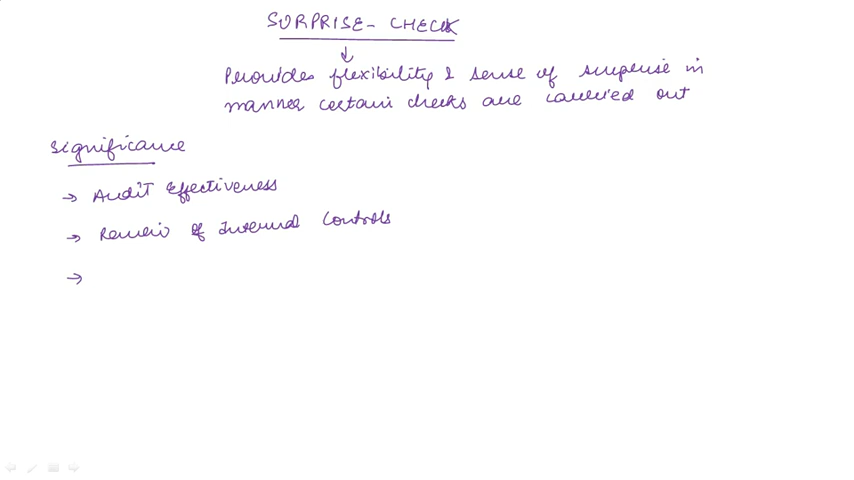 SURPRISE - CHECK
↓
Provides flexibility & sense of surprise in
manner certain checks are carried out
Significance
→ Audit Effectiveness
→ Review of Internal Controls
→